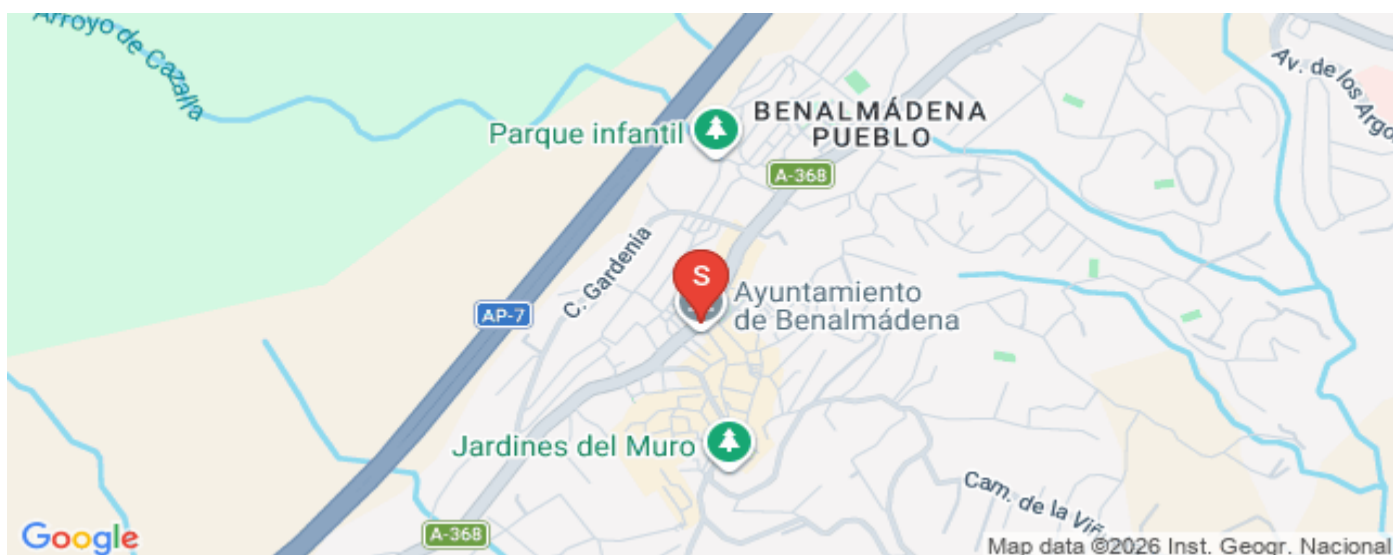 Arroyo de Cazalla
Av. de los Argo
BENALMÁDENA
PUEBLO
Parque infantil
A-368
C. Gardenia
S
Ayuntamiento
de Benalmádena
AP-7
Jardines del Muro
Cam. de la Viñ
A-368
Google
Map data ©2026 Inst. Geogr. Nacional